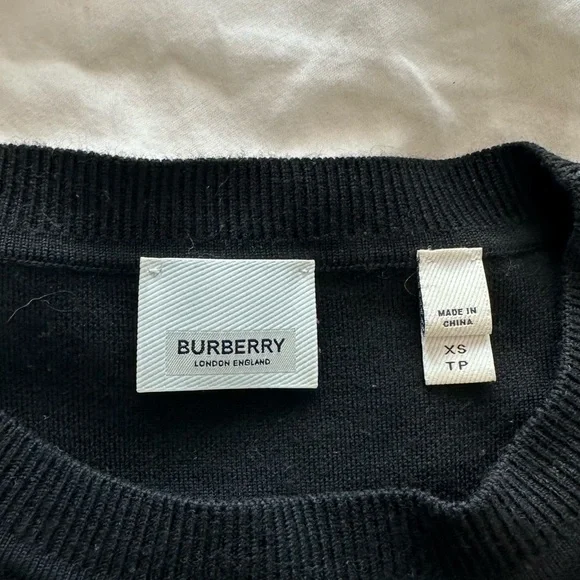 BURBERRY
LONDON ENGLAND
MADE IN
CHINA
XS
TP